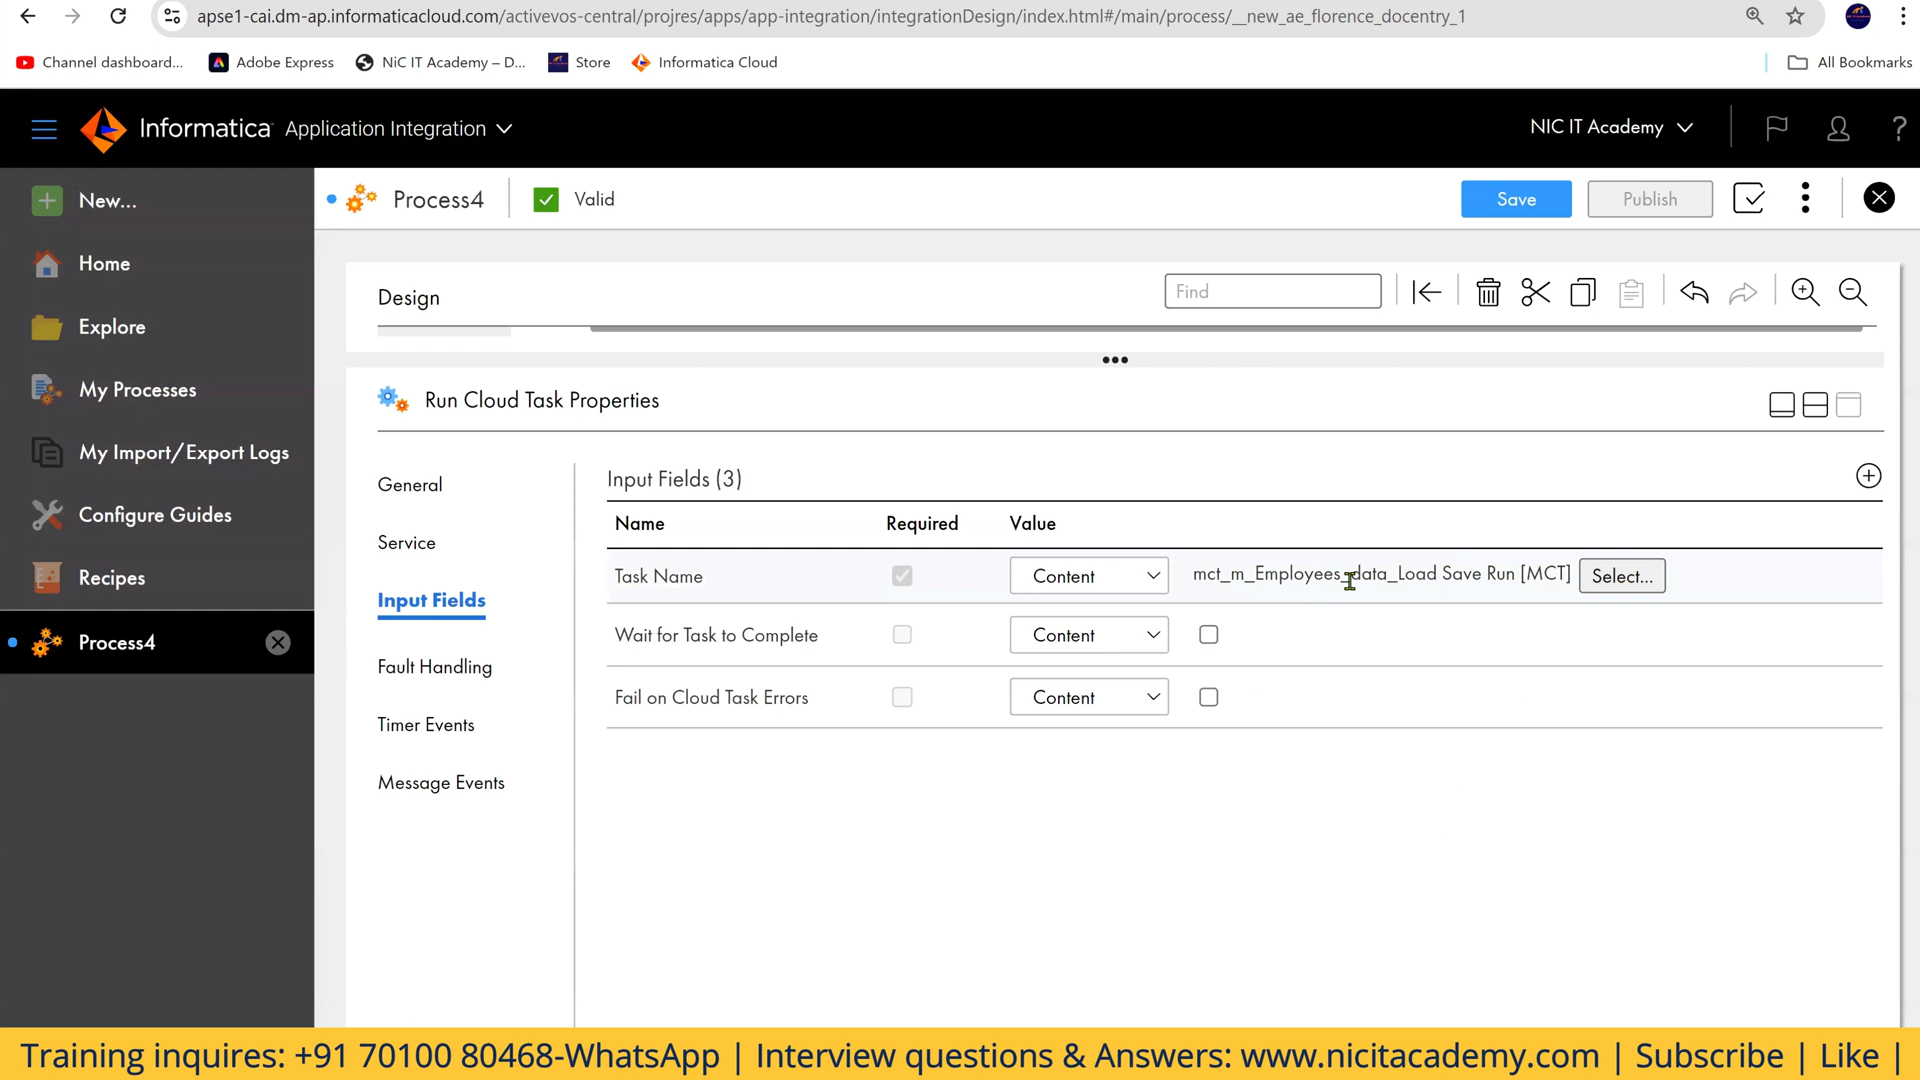 apse1-cai.dm-ap.informaticacloud.com/activevos-central/projres/apps/app-integration/integrationDesign/index.html#/main/process/__new_ae_florence_docentry_1
Channel dashboard... Adobe Express NiC IT Academy – D... Store Informatica Cloud All Bookmarks
Informatica Application Integration NIC IT Academy ?
New... Process4 Valid Save Publish
Home
Design Find
Explore
My Processes
Run Cloud Task Properties
My Import/Export Logs
General Input Fields (3)
Configure Guides
Name Required Value
Service
Recipes
Task Name Content mct_m_Employees_data_Load Save Run [MCT] Select...
Input Fields
Process4
Wait for Task to Complete Content
Fault Handling
Fail on Cloud Task Errors Content
Timer Events
Message Events
Training inquires: +91 70100 80468-WhatsApp | Interview questions & Answers: www.nicitacademy.com | Subscribe | Like |